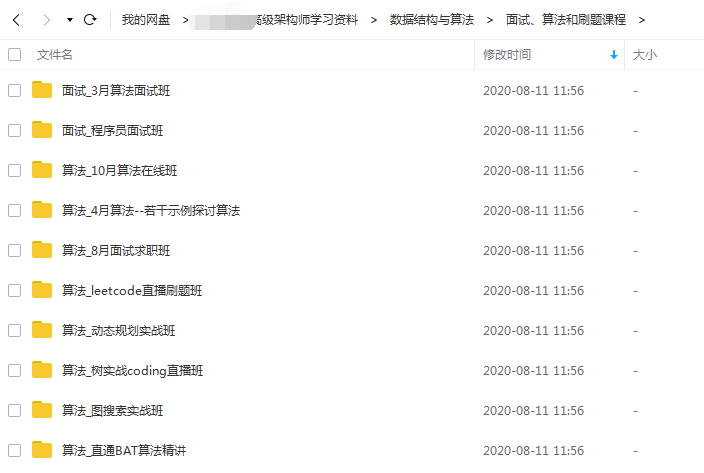 我的网盘 > 高级架构师学习资料 > 数据结构与算法 > 面试、算法和刷题课程 >
文件名 修改时间 大小
面试_3月算法面试班 2020-08-11 11:56 -
面试_程序员面试班 2020-08-11 11:56 -
算法_10月算法在线班 2020-08-11 11:56 -
算法_4月算法--若干示例探讨算法 2020-08-11 11:56 -
算法_8月面试求职班 2020-08-11 11:56 -
算法_leetcode直播刷题班 2020-08-11 11:56 -
算法_动态规划实战班 2020-08-11 11:56 -
算法_树实战coding直播班 2020-08-11 11:56 -
算法_图搜索实战班 2020-08-11 11:56 -
算法_直通BAT算法精讲 2020-08-11 11:56 -